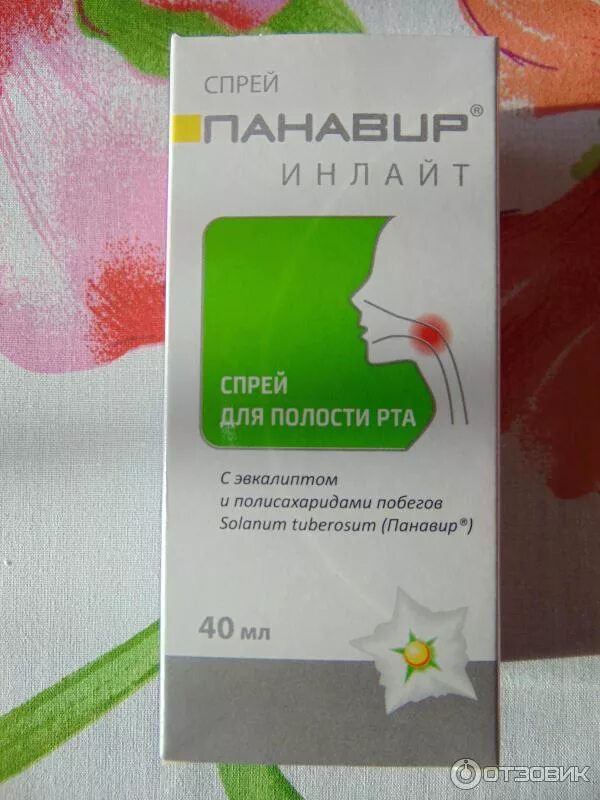 СПРЕЙ
ПАНАВИР®
ИНЛАЙТ
СПРЕЙ
ДЛЯ ПОЛОСТИ РТА
С эвкалиптом
и полисахаридами побегов
Solanum tuberosum (Панавир®)
40 мл
ОТЗОВИК